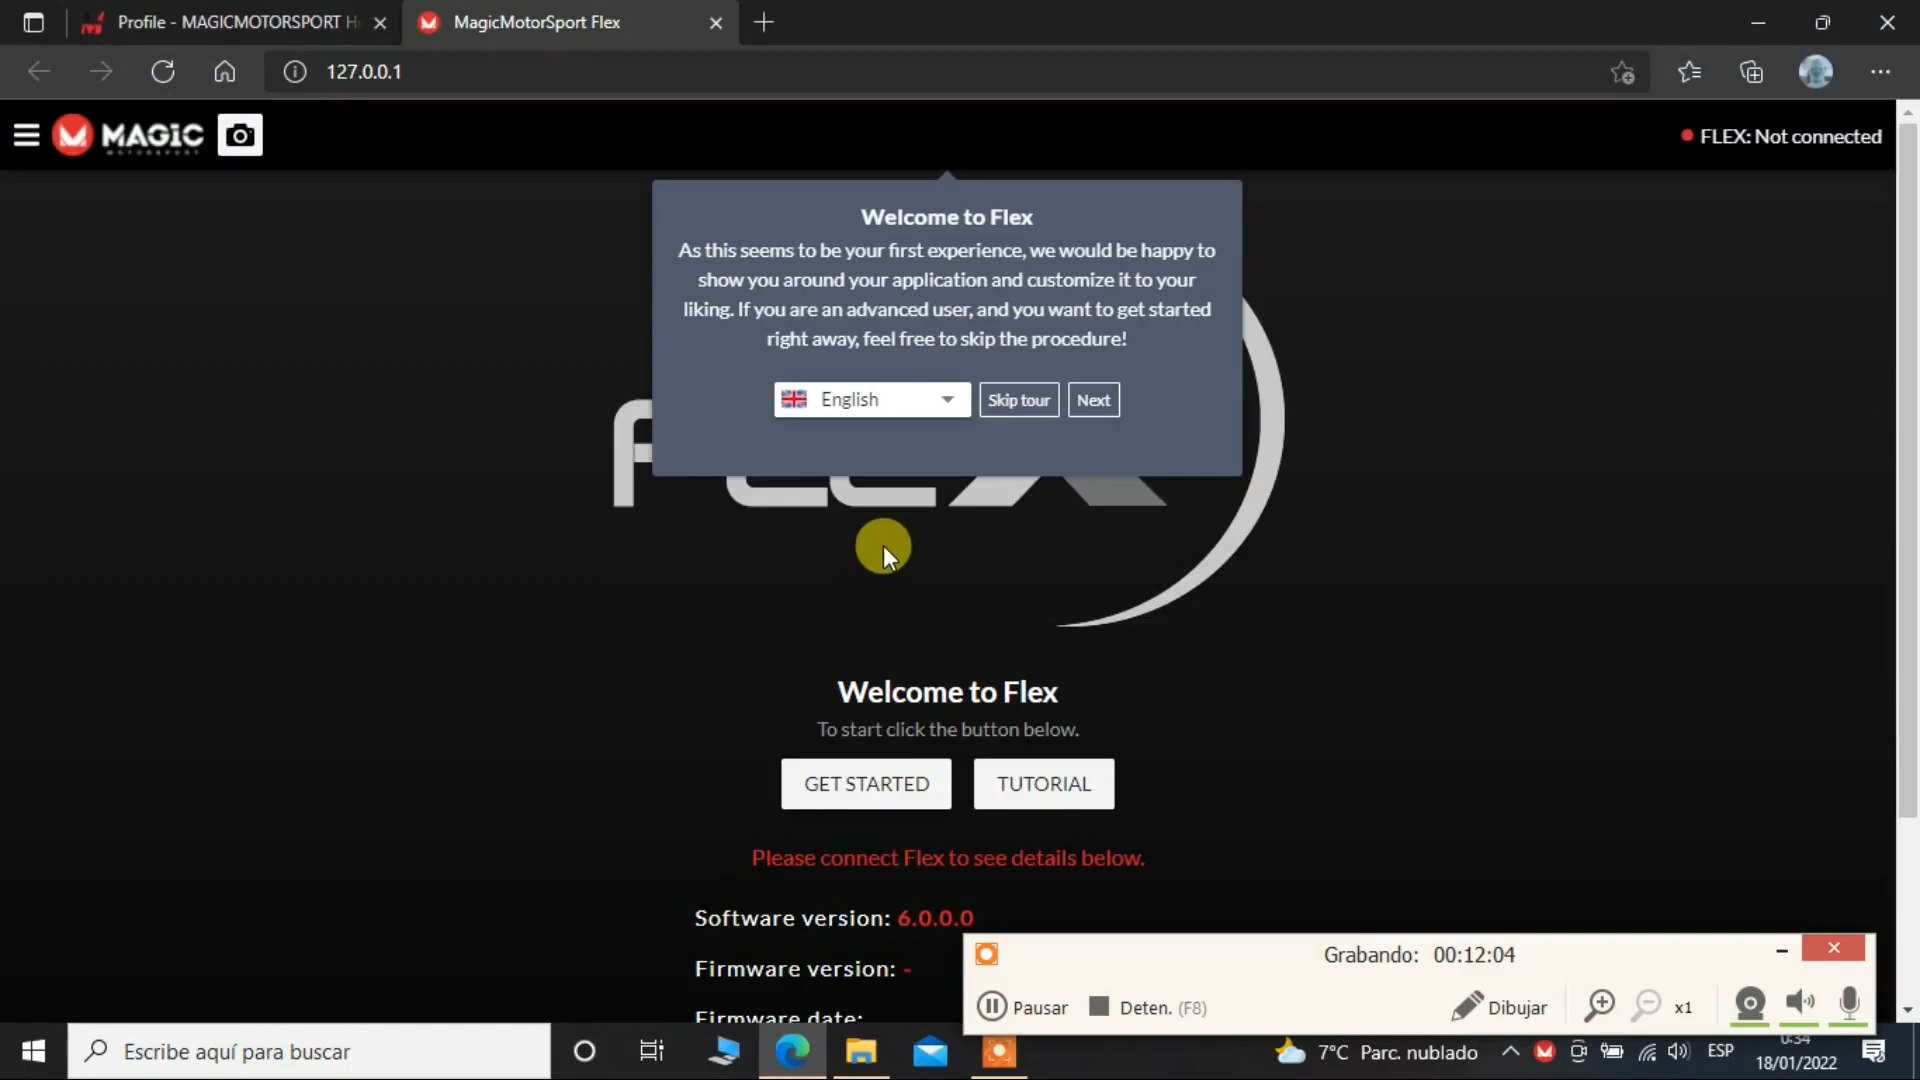 Profile - MAGICMOTORSPORT H
MagicMotorSport Flex
127.0.0.1
MAGIC
MOTORSPORT
FLEX: Not connected
Welcome to Flex
As this seems to be your first experience, we would be happy to
show you around your application and customize it to your
liking. If you are an advanced user, and you want to get started
right away, feel free to skip the procedure!
English
Skip tour
Next
Welcome to Flex
To start click the button below.
GET STARTED
TUTORIAL
Please connect Flex to see details below.
Software version: 6.0.0.0
Firmware version: -
Firmware date:
Grabando: 00:12:04
Pausar
Deten. (F8)
Dibujar
x1
Escribe aquí para buscar
7°C Parc. nublado
ESP
0:34
18/01/2022